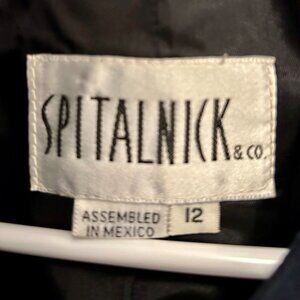 SPITALNICK & CO.
ASSEMBLED
IN MEXICO
12